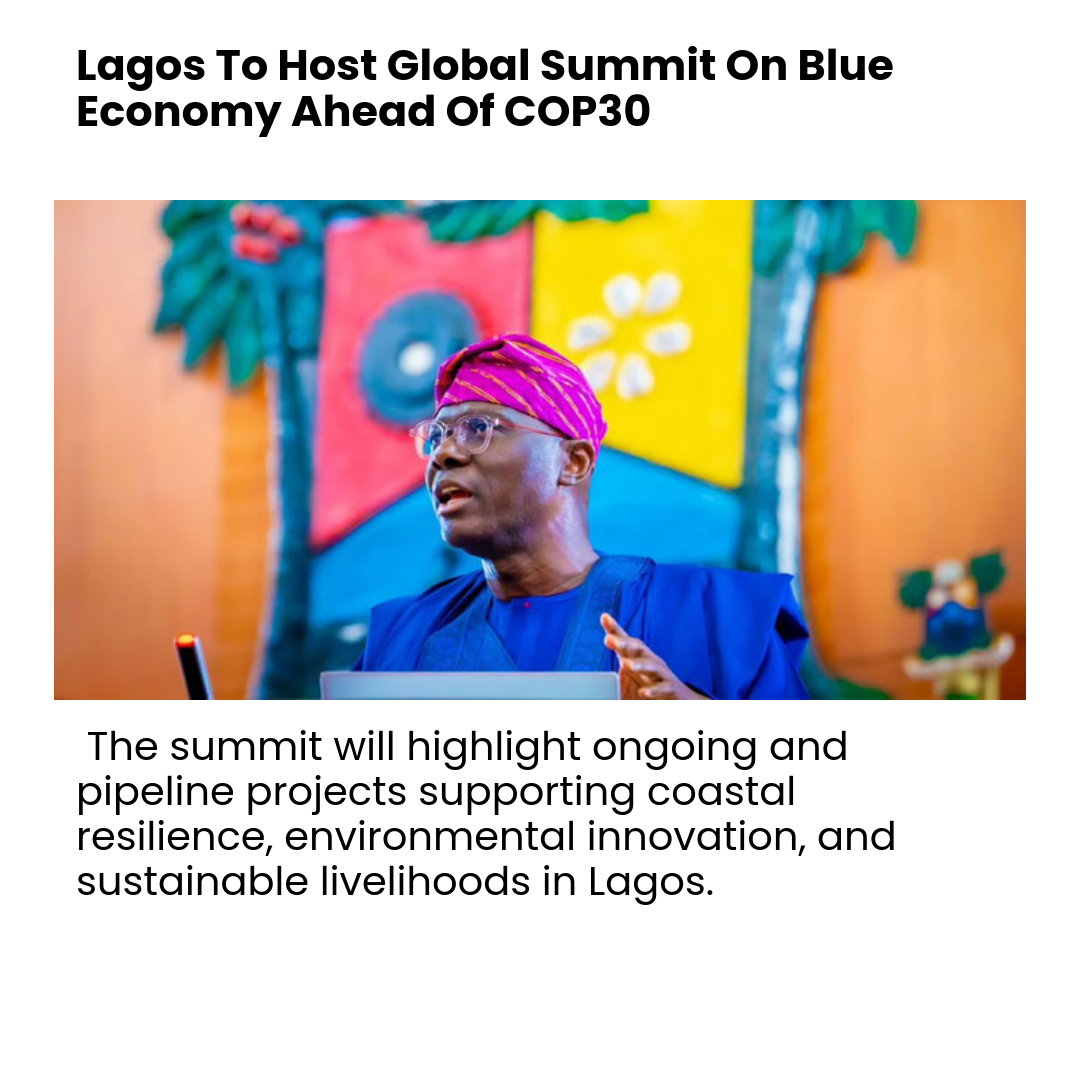 Lagos To Host Global Summit On Blue
Economy Ahead Of COP30
The summit will highlight ongoing and
pipeline projects supporting coastal
resilience, environmental innovation, and
sustainable livelihoods in Lagos.